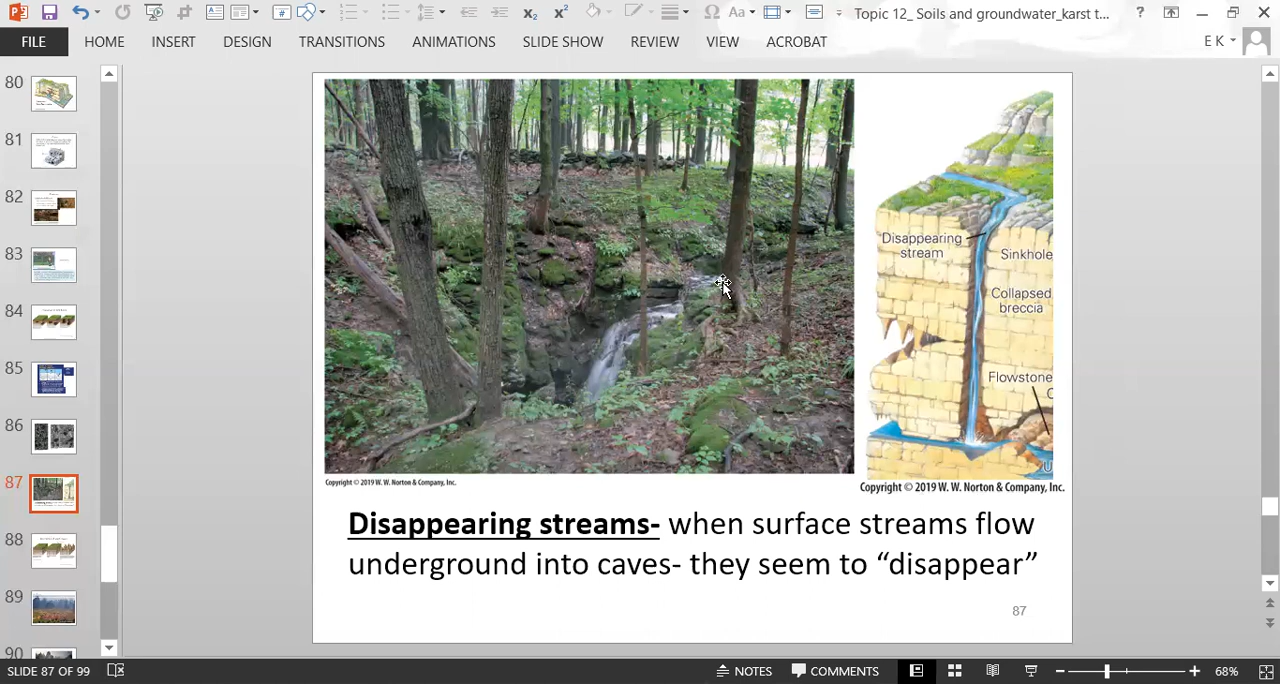 Topic 12_ Soils and groundwater_karst t...
?
FILE
HOME
INSERT
DESIGN
TRANSITIONS
ANIMATIONS
SLIDE SHOW
REVIEW
VIEW
ACROBAT
E K
80
81
82
83
84
85
86
87
88
89
90
Disappearing
stream
Sinkhole
Collapsed
breccia
Flowstone
Copyright © 2019 W. W. Norton & Company, Inc.
Copyright © 2019 W. W. Norton & Company, Inc.
Disappearing streams- when surface streams flow
underground into caves- they seem to “disappear”
87
SLIDE 87 OF 99
NOTES
COMMENTS
68%